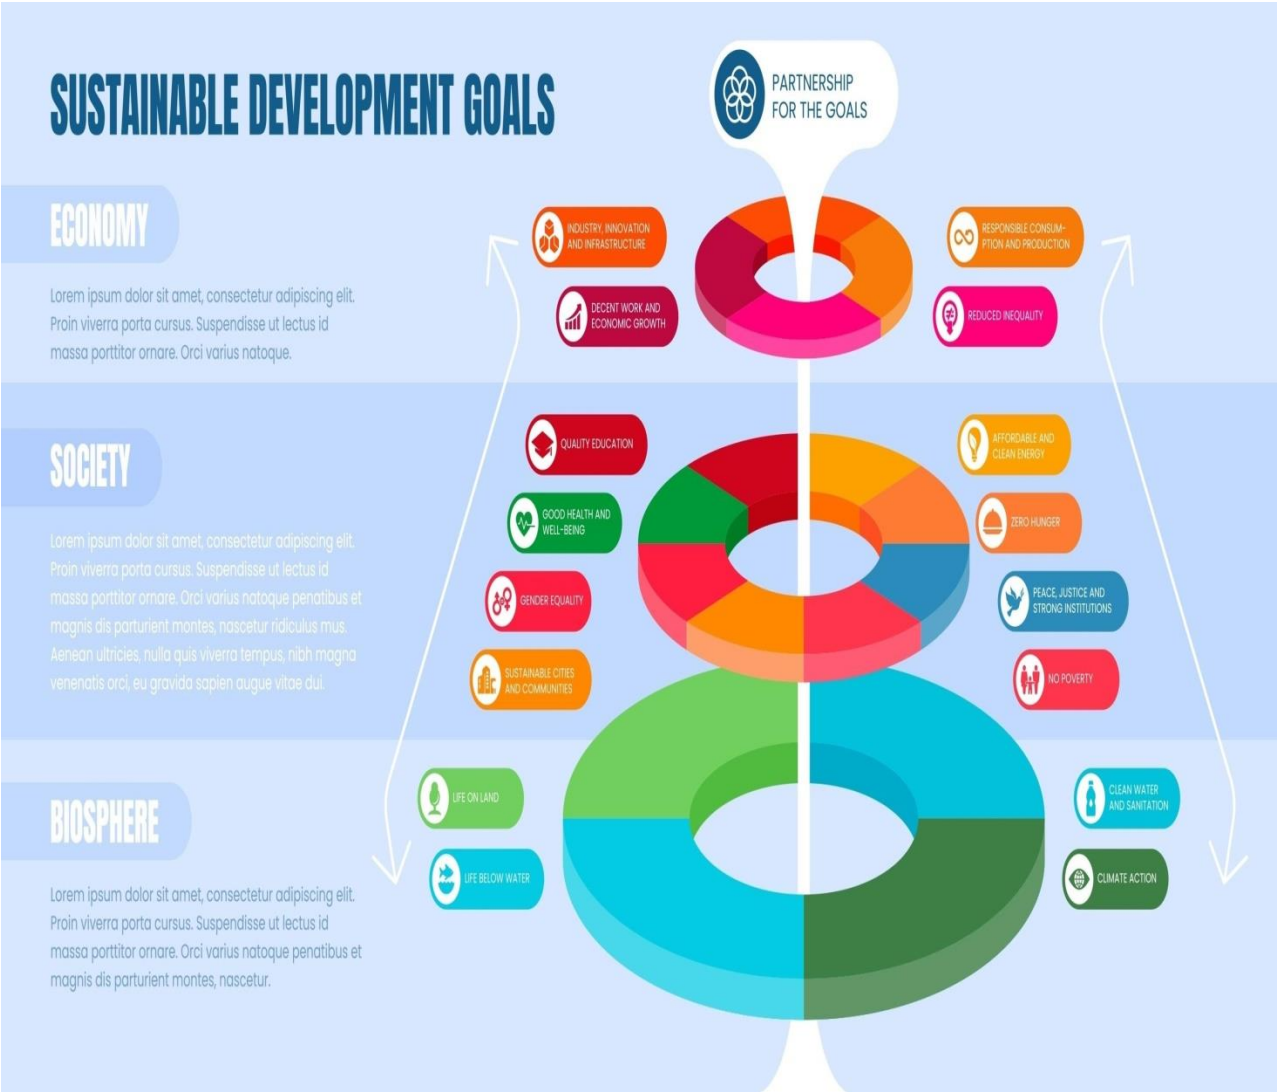 SUSTAINABLE DEVELOPMENT GOALS
PARTNERSHIP
FOR THE GOALS
ECONOMY
Lorem ipsum dolor sit amet, consectetur adipiscing elit.
Proin viverra porta cursus. Suspendisse ut lectus id
massa porttitor ornare. Orci varius natoque.
INDUSTRY, INNOVATION
AND INFRASTRUCTURE
DECENT WORK AND
ECONOMIC GROWTH
RESPONSIBLE CONSUM-
PTION AND PRODUCTION
REDUCED INEQUALITY
SOCIETY
Lorem ipsum dolor sit amet, consectetur adipiscing elit.
Proin viverra porta cursus. Suspendisse ut lectus id
massa porttitor ornare. Orci varius natoque penatibus et
magnis dis parturient montes, nascetur ridiculus mus.
Aenean ultricies, nulla quis viverra tempus, nibh magna
venenatis orci, eu gravida sapien augue vitae dui.
QUALITY EDUCATION
GOOD HEALTH AND
WELL-BEING
GENDER EQUALITY
SUSTAINABLE CITIES
AND COMMUNITIES
AFFORDABLE AND
CLEAN ENERGY
ZERO HUNGER
PEACE, JUSTICE AND
STRONG INSTITUTIONS
NO POVERTY
BIOSPHERE
Lorem ipsum dolor sit amet, consectetur adipiscing elit.
Proin viverra porta cursus. Suspendisse ut lectus id
massa porttitor ornare. Orci varius natoque penatibus et
magnis dis parturient montes, nascetur.
LIFE ON LAND
LIFE BELOW WATER
CLEAN WATER
AND SANITATION
CLIMATE ACTION